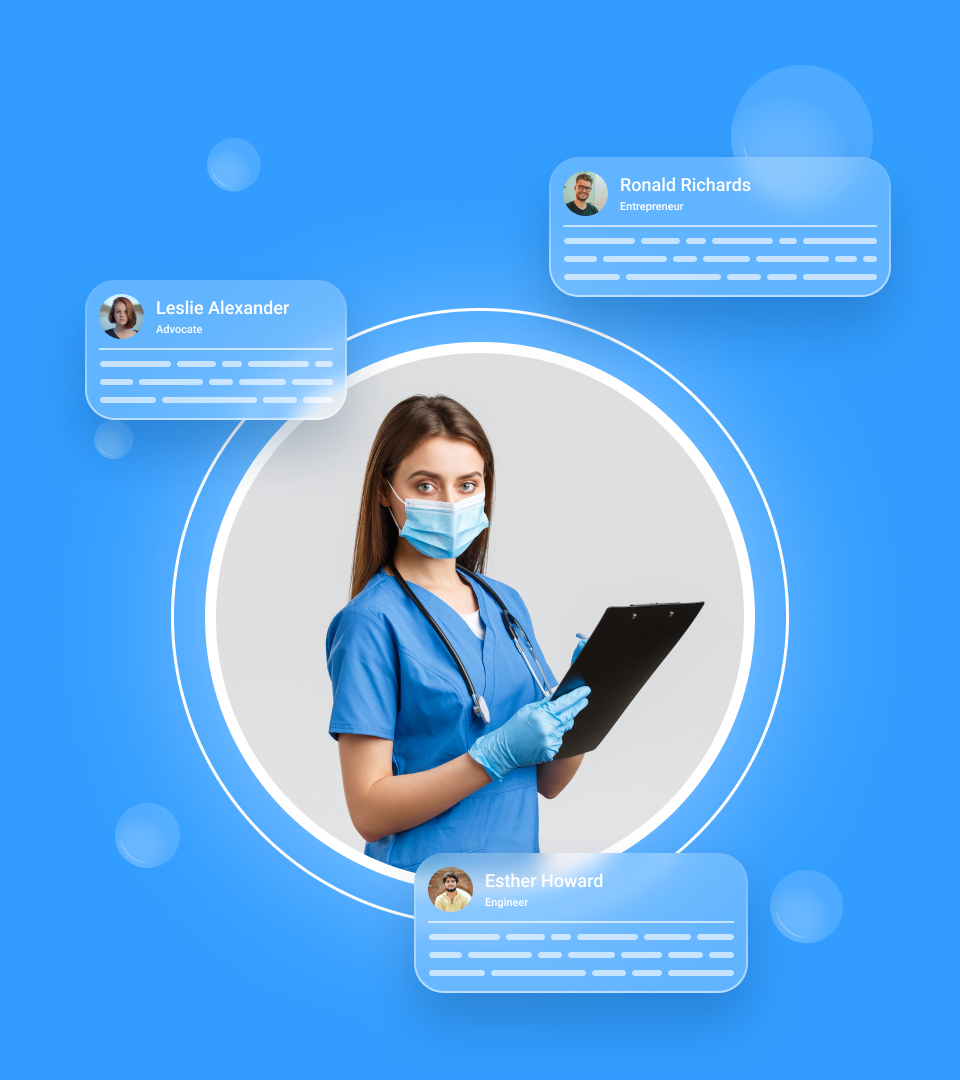 Ronald Richards
Entrepreneur
Leslie Alexander
Advocate
Esther Howard
Engineer